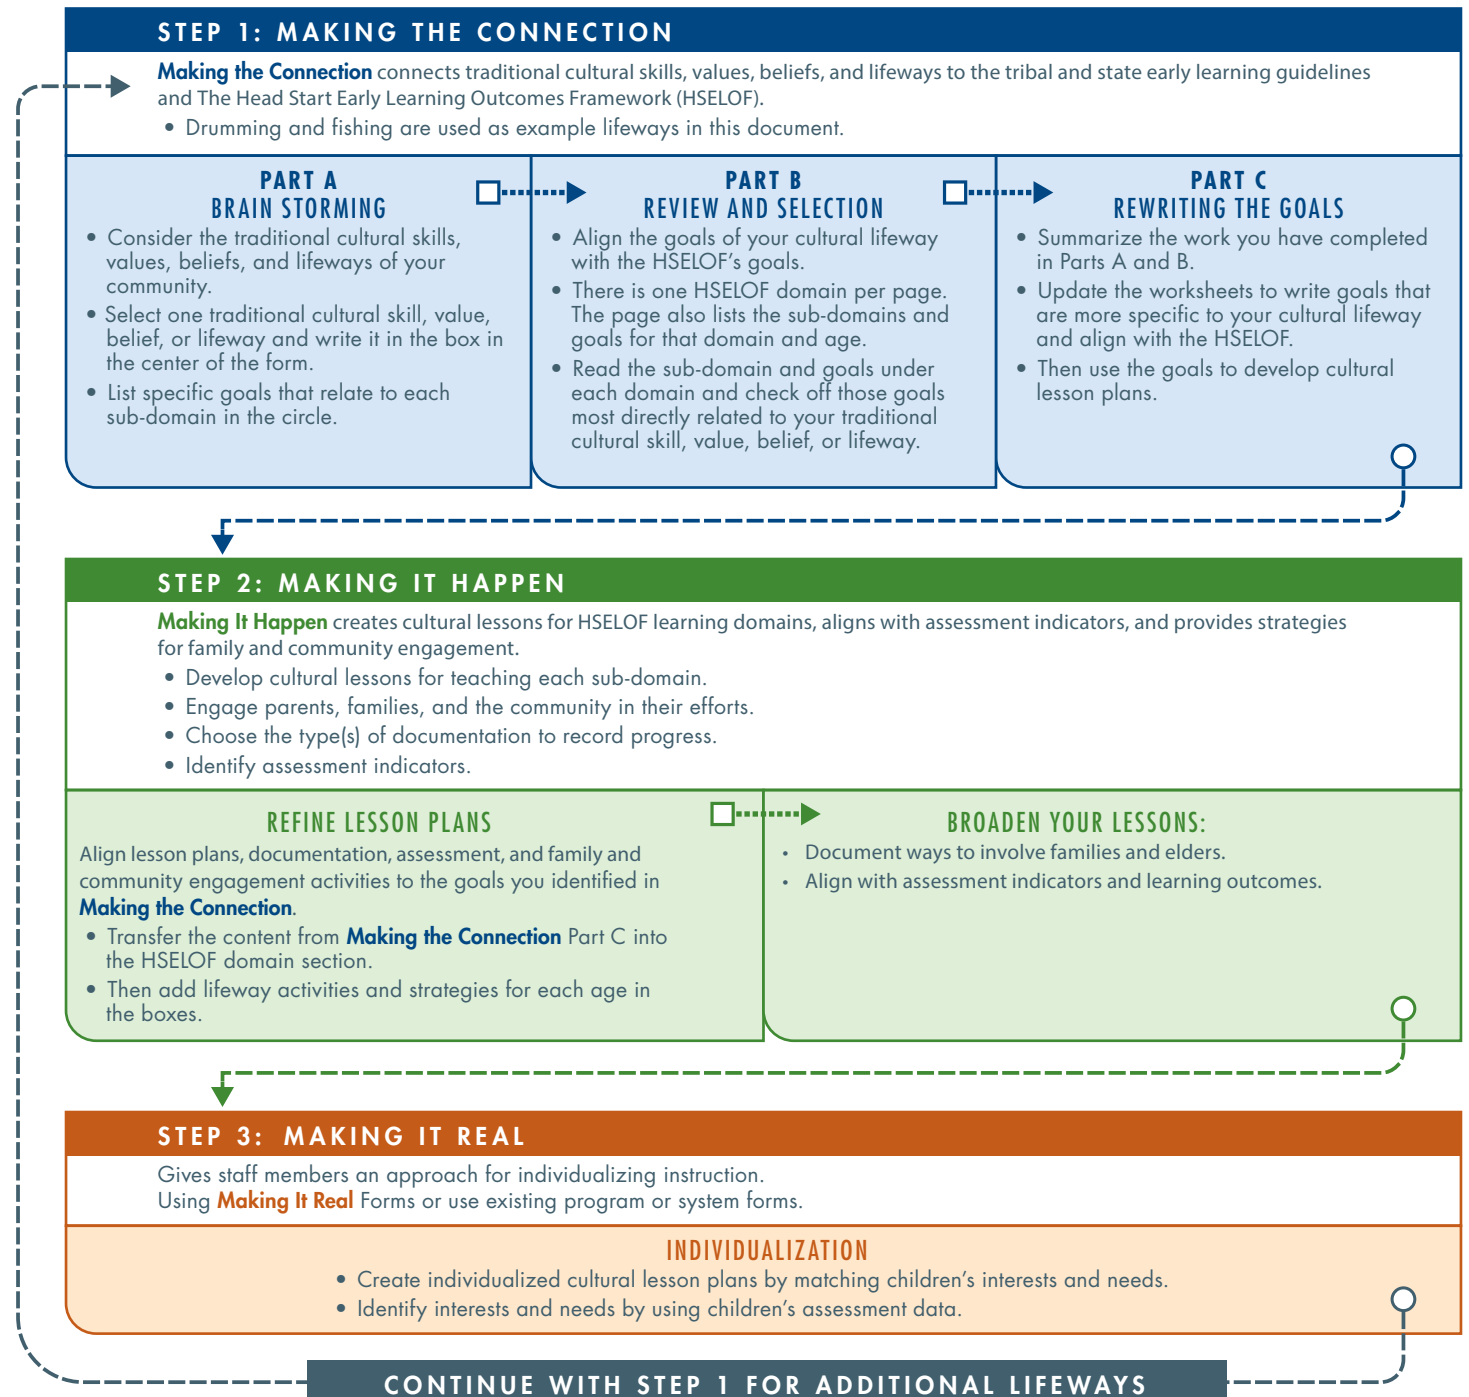 STEP 1: MAKING THE CONNECTION
Making the Connection connects traditional cultural skills, values, beliefs, and lifeways to the tribal and state early learning guidelines
and The Head Start Early Learning Outcomes Framework (HSELOF).
• Drumming and fishing are used as example lifeways in this document.
PART A
BRAIN STORMING
• Consider the traditional cultural skills,
values, beliefs, and lifeways of your
community.
• Select one traditional cultural skill, value,
belief, or lifeway and write it in the box in
the center of the form.
• List specific goals that relate to each
sub-domain in the circle.
PART B
REVIEW AND SELECTION
• Align the goals of your cultural lifeway
with the HSELOF's goals.
• There is one HSELOF domain per page.
The page also lists the sub-domains and
goals for that domain and age.
• Read the sub-domain and goals under
each domain and check off those goals
most directly related to your traditional
cultural skill, value, belief, or lifeway.
PART C
REWRITING THE GOALS
• Summarize the work you have completed
in Parts A and B.
• Update the worksheets to write goals that
are more specific to your cultural lifeway
and align with the HSELOF.
• Then use the goals to develop cultural
lesson plans.
STEP 2: MAKING IT HAPPEN
Making It Happen creates cultural lessons for HSELOF learning domains, aligns with assessment indicators, and provides strategies
for family and community engagement.
• Develop cultural lessons for teaching each sub-domain.
• Engage parents, families, and the community in their efforts.
• Choose the type(s) of documentation to record progress.
• Identify assessment indicators.
REFINE LESSON PLANS
Align lesson plans, documentation, assessment, and family and
community engagement activities to the goals you identified in
Making the Connection.
• Transfer the content from Making the Connection Part C into
the HSELOF domain section.
• Then add lifeway activities and strategies for each age in
the boxes.
BROADEN YOUR LESSONS:
• Document ways to involve families and elders.
• Align with assessment indicators and learning outcomes.
STEP 3: MAKING IT REAL
Gives staff members an approach for individualizing instruction.
Using Making It Real Forms or use existing program or system forms.
INDIVIDUALIZATION
• Create individualized cultural lesson plans by matching children's interests and needs.
• Identify interests and needs by using children's assessment data.
CONTINUE WITH STEP 1 FOR ADDITIONAL LIFEWAYS